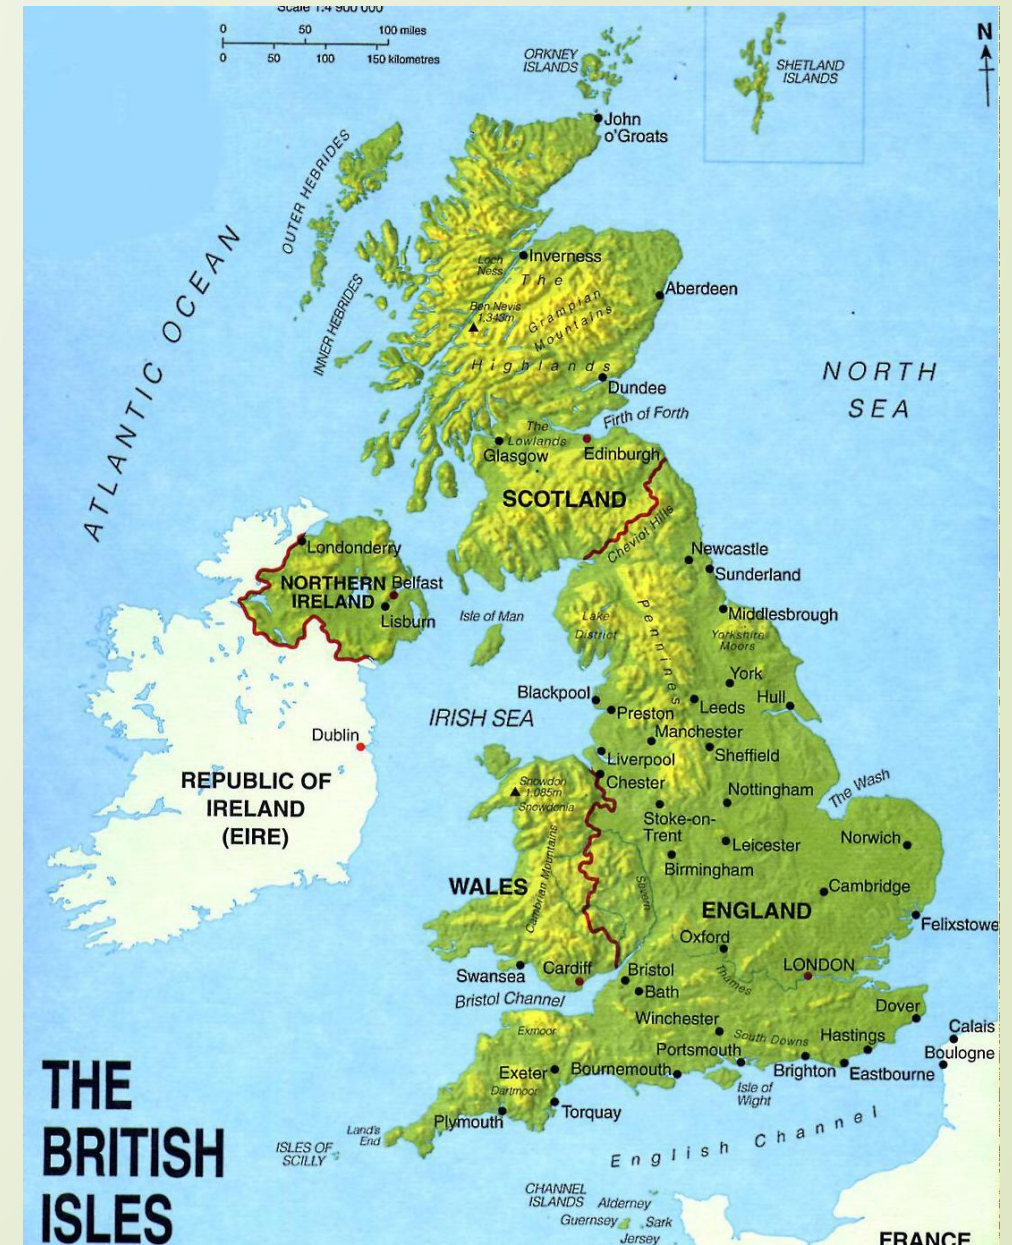 Scale 1:4 900 000
0 50 100 miles
0 50 100 150 kilometres
N
ORKNEY
ISLANDS
SHETLAND
ISLANDS
John
o'Groats
OUTER HEBRIDES
INNER HEBRIDES
ATLANTIC OCEAN
Loch
Ness
Inverness
The
Ben Nevis
1,343m
Grampian
Mountains
Aberdeen
Highlands
Dundee
NORTH
SEA
Firth of Forth
The
Lowlands
Glasgow
Edinburgh
SCOTLAND
Cheviot Hills
Londonderry
NORTHERN
IRELAND
Belfast
Lisburn
Newcastle
Sunderland
Isle of Man
Lake
District
Pennines
Middlesbrough
Yorkshire
Moors
York
Blackpool
Preston
Leeds
Hull
IRISH SEA
Dublin
Manchester
Liverpool
Sheffield
REPUBLIC OF
IRELAND
(EIRE)
Chester
Snowdon
1,085m
Snowdonia
Nottingham
The Wash
Stoke-on-
Trent
Leicester
Norwich
Birmingham
Cambrian Mountains
WALES
Severn
Cambridge
ENGLAND
Felixstowe
Oxford
LONDON
Thames
Swansea
Cardiff
Bristol
Bath
Bristol Channel
Winchester
Dover
Calais
Exmoor
South Downs
Hastings
Portsmouth
Boulogne
Exeter
Bournemouth
Brighton
Eastbourne
Dartmoor
Isle of
Wight
Torquay
Plymouth
Land's
End
ISLES OF
SCILLY
English Channel
THE
BRITISH
ISLES
CHANNEL
ISLANDS
Alderney
Guernsey
Sark
Jersey
FRANCE